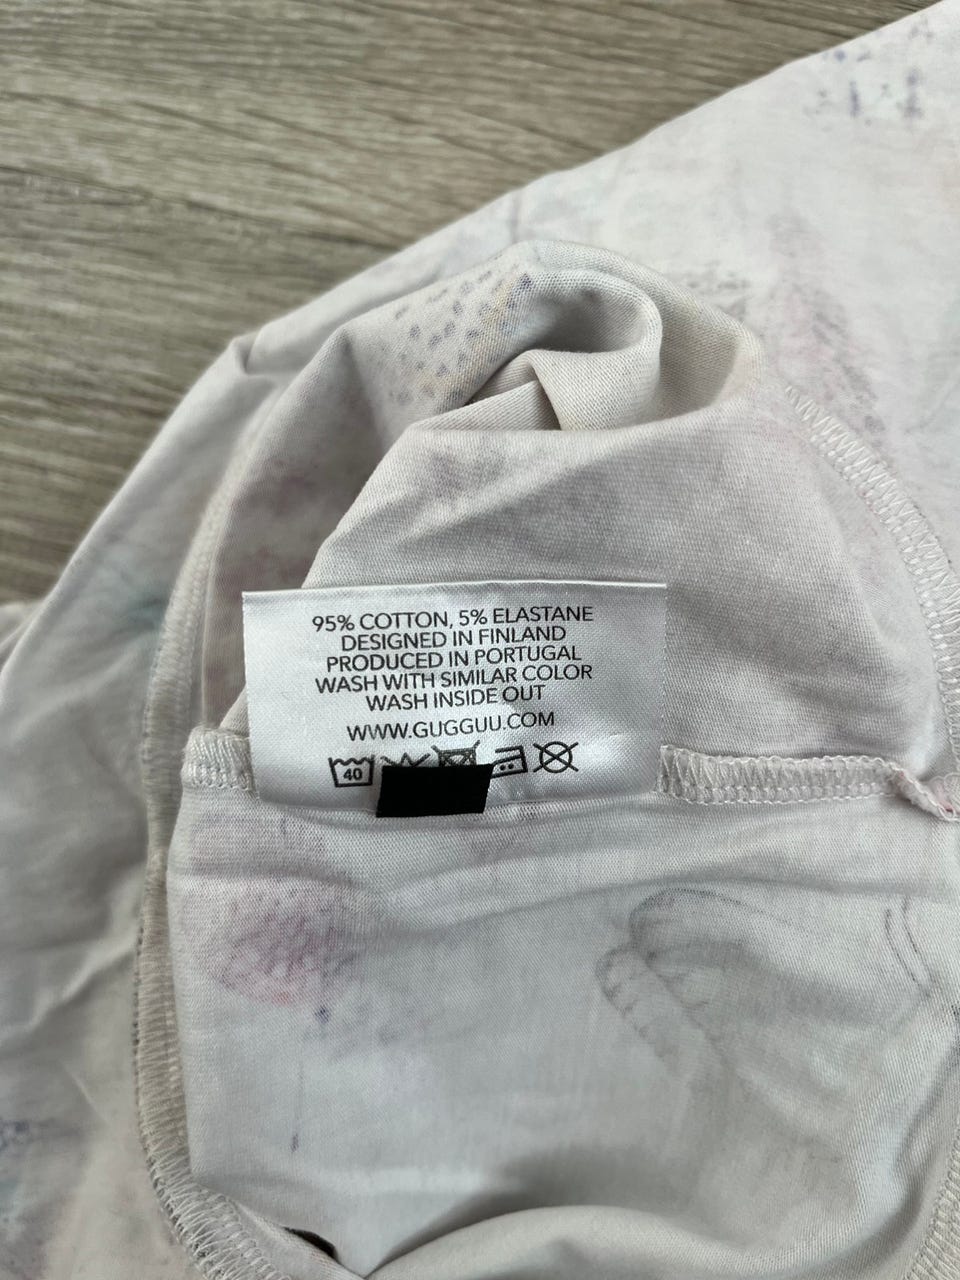 95% COTTON, 5% ELASTANE
DESIGNED IN FINLAND
PRODUCED IN PORTUGAL
WASH WITH SIMILAR COLOR
WASH INSIDE OUT
WWW.GUGGUU.COM
40